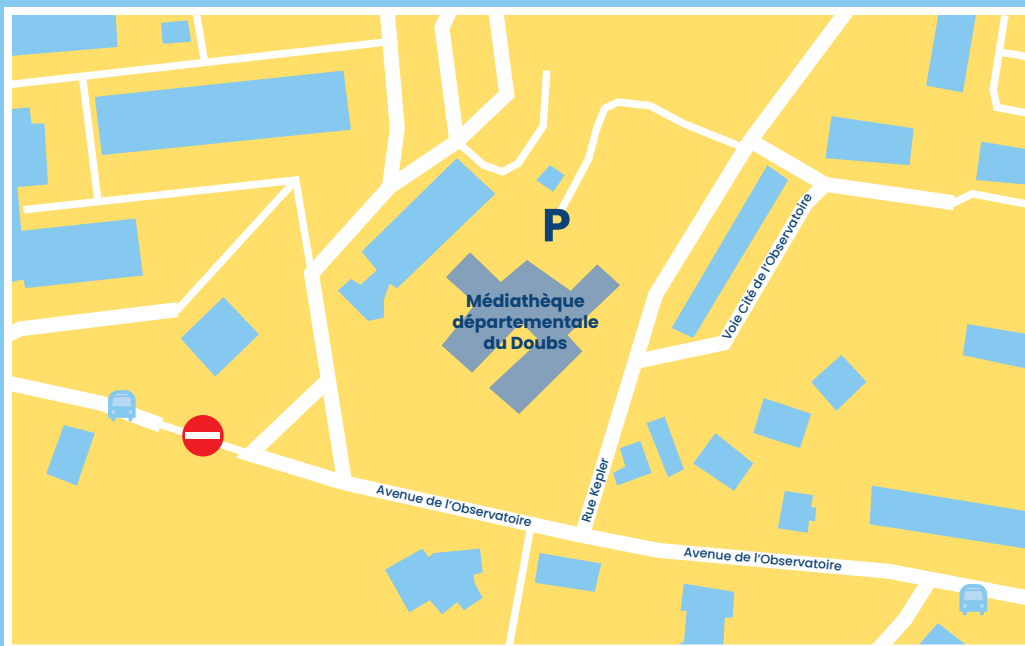 P
Médiathèque
départementale
du Doubs
Voie Cité de l'Observatoire
Rue Kepler
Avenue de l'Observatoire
Avenue de l'Observatoire